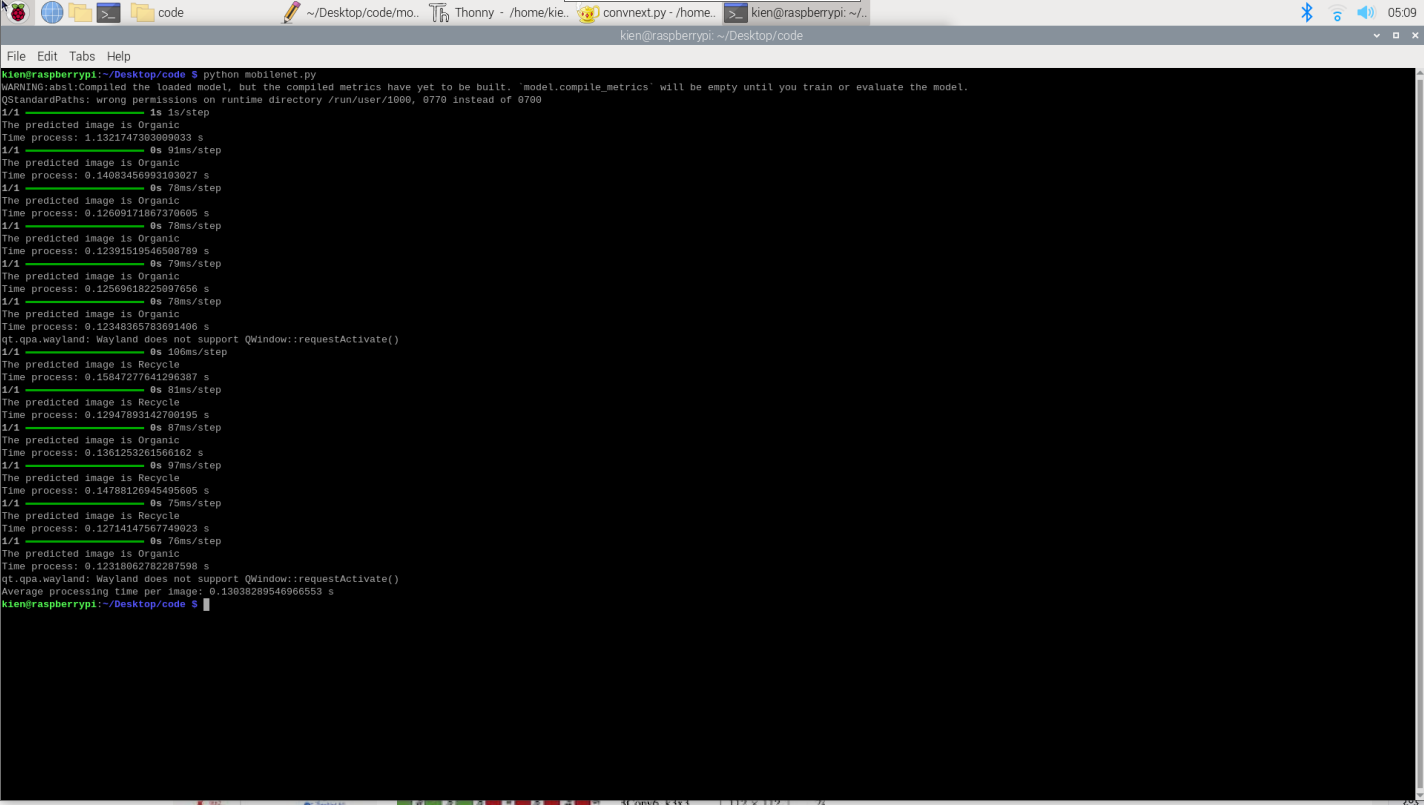 code
~/Desktop/code/mo..
Thonny - /home/kie..
convnext.py - /home..
kien@raspberrypi: ~/..
05:09
kien@raspberrypi: ~/Desktop/code
File Edit Tabs Help
kien@raspberrypi:~/Desktop/code $ python mobilenet.py
WARNING:absl:Compiled the loaded model, but the compiled metrics have yet to be built. `model.compile_metrics` will be empty until you train or evaluate the model.
QStandardPaths: wrong permissions on runtime directory /run/user/1000, 0770 instead of 0700
1/1 ━━━━━━━━━━━━━━━━━━━━ 1s 1s/step
The predicted image is Organic
Time process: 1.1321747303009033 s
1/1 ━━━━━━━━━━━━━━━━━━━━ 0s 91ms/step
The predicted image is Organic
Time process: 0.14083456993103027 s
1/1 ━━━━━━━━━━━━━━━━━━━━ 0s 78ms/step
The predicted image is Organic
Time process: 0.12609171867370605 s
1/1 ━━━━━━━━━━━━━━━━━━━━ 0s 78ms/step
The predicted image is Organic
Time process: 0.12391519546508789 s
1/1 ━━━━━━━━━━━━━━━━━━━━ 0s 79ms/step
The predicted image is Organic
Time process: 0.12569618225097656 s
1/1 ━━━━━━━━━━━━━━━━━━━━ 0s 78ms/step
The predicted image is Organic
Time process: 0.12348365783691406 s
qt.qpa.wayland: Wayland does not support QWindow::requestActivate()
1/1 ━━━━━━━━━━━━━━━━━━━━ 0s 106ms/step
The predicted image is Recycle
Time process: 0.15847277641296387 s
1/1 ━━━━━━━━━━━━━━━━━━━━ 0s 81ms/step
The predicted image is Recycle
Time process: 0.12947893142700195 s
1/1 ━━━━━━━━━━━━━━━━━━━━ 0s 87ms/step
The predicted image is Organic
Time process: 0.1361253261566162 s
1/1 ━━━━━━━━━━━━━━━━━━━━ 0s 97ms/step
The predicted image is Recycle
Time process: 0.14788126945495605 s
1/1 ━━━━━━━━━━━━━━━━━━━━ 0s 75ms/step
The predicted image is Recycle
Time process: 0.12714147567749023 s
1/1 ━━━━━━━━━━━━━━━━━━━━ 0s 76ms/step
The predicted image is Organic
Time process: 0.12318062782287598 s
qt.qpa.wayland: Wayland does not support QWindow::requestActivate()
Average processing time per image: 0.13038289546966553 s
kien@raspberrypi:~/Desktop/code $